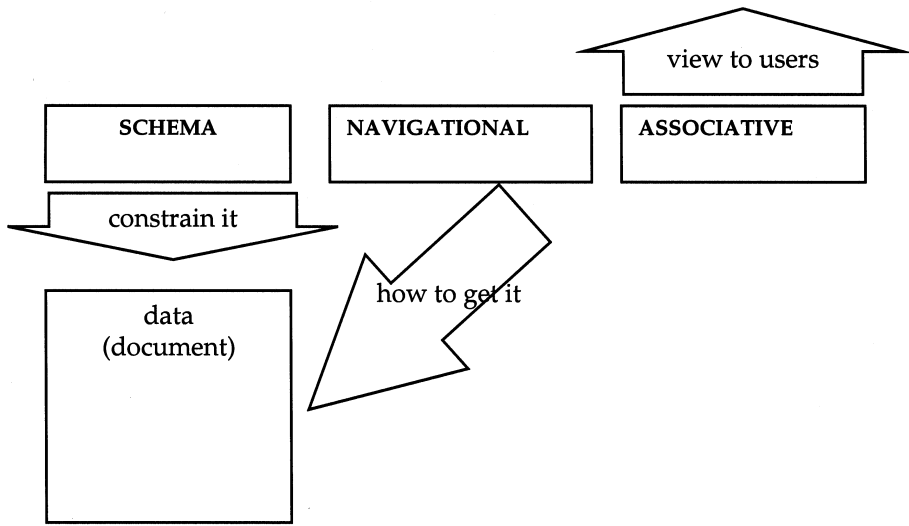 view to users
SCHEMA
NAVIGATIONAL
ASSOCIATIVE
constrain it
how to get it
data
(document)